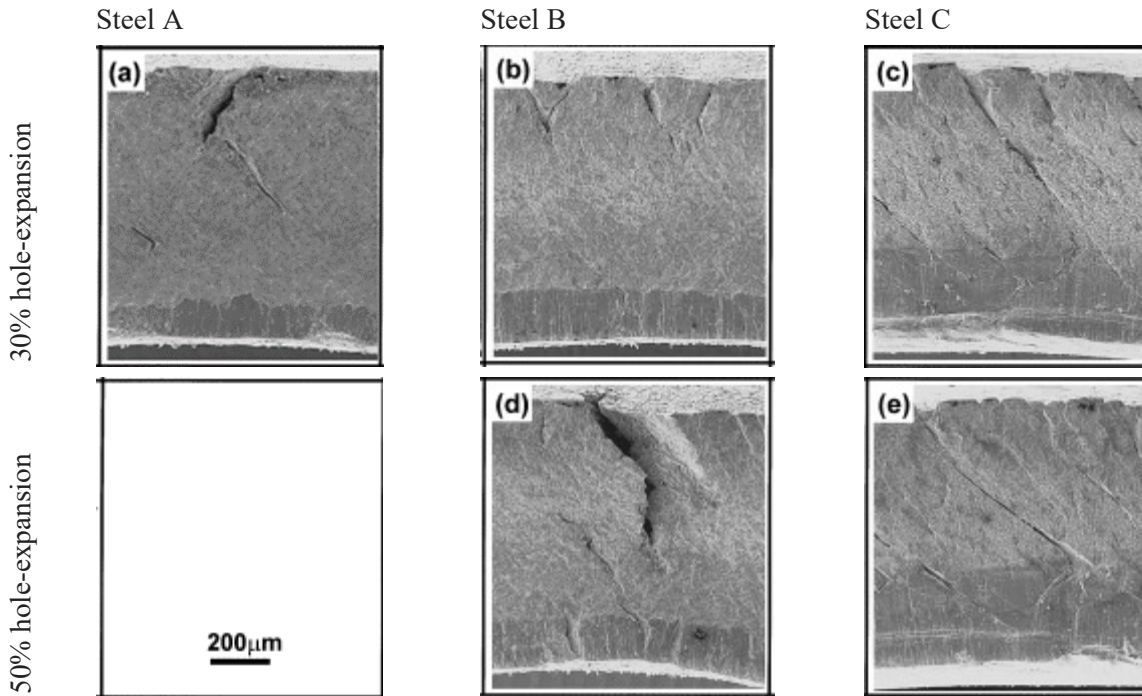 Steel A
Steel B
Steel C
30% hole-expansion
(a)
(b)
(c)
50% hole-expansion
200μm
(d)
(e)